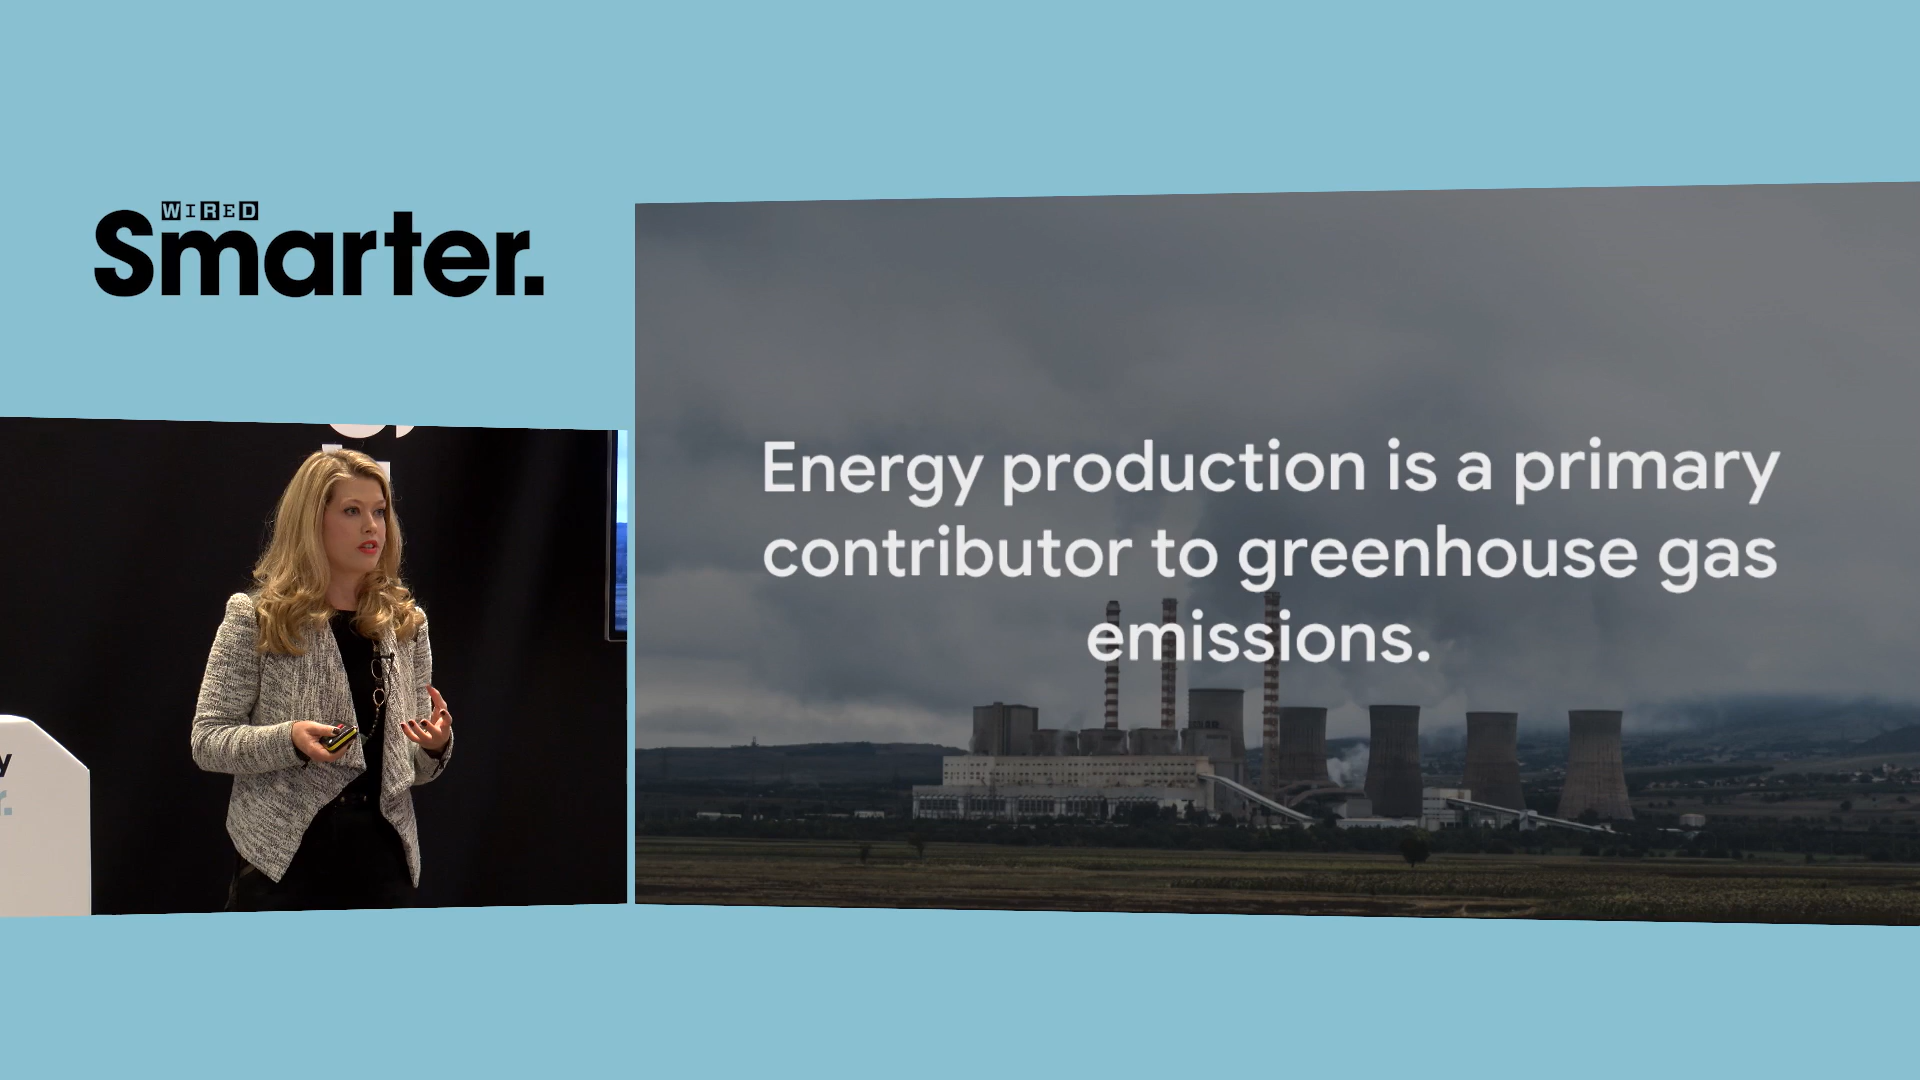 WIRED
Smarter.
Energy production is a primary
contributor to greenhouse gas
emissions.
y
r.